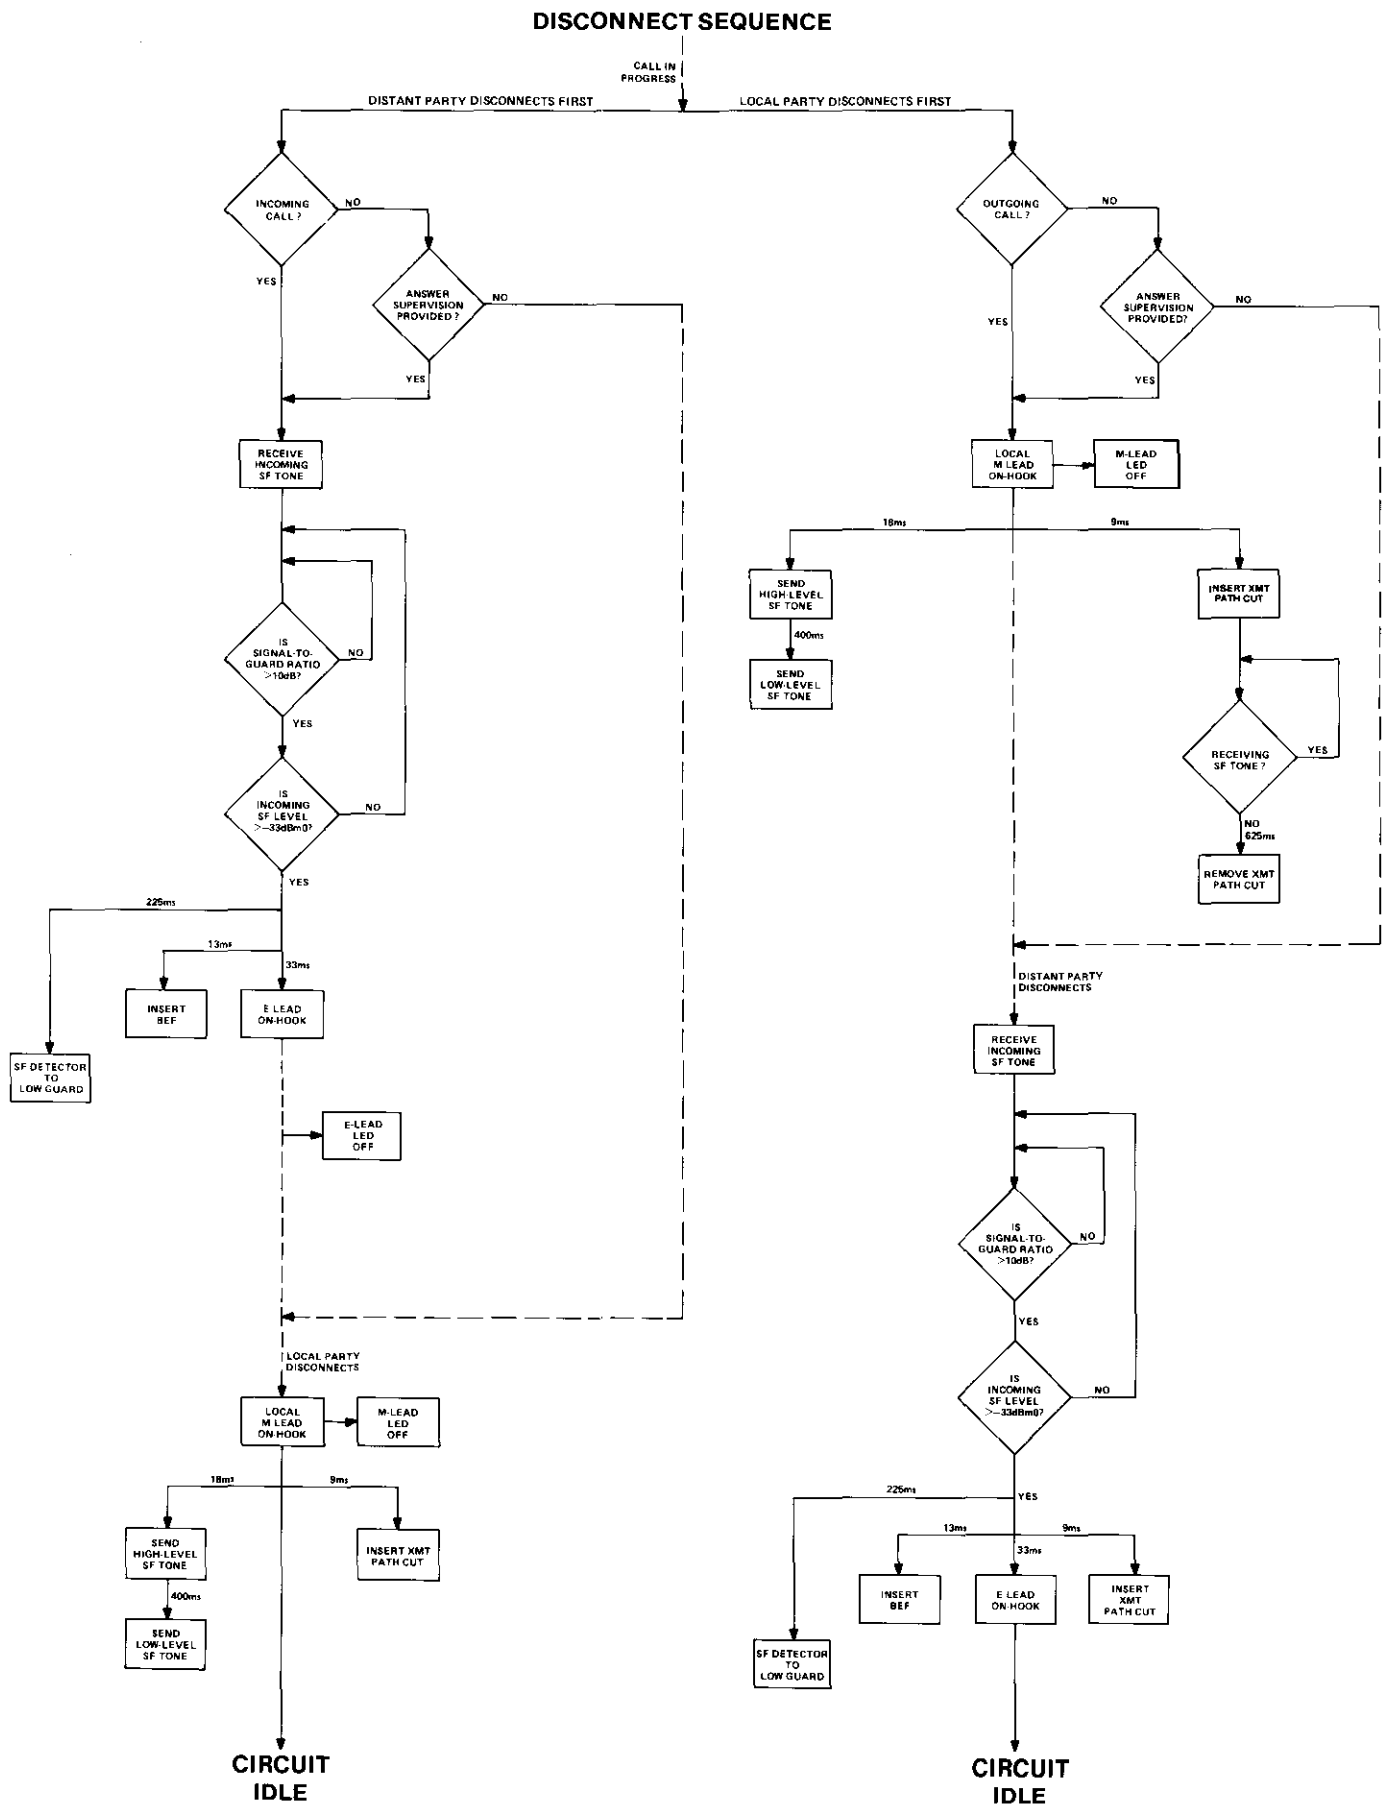 DISCONNECT SEQUENCE
CALL IN
PROGRESS
DISTANT PARTY DISCONNECTS FIRST
LOCAL PARTY DISCONNECTS FIRST
INCOMING
CALL ?
NO
YES
ANSWER
SUPERVISION
PROVIDED ?
NO
YES
RECEIVE
INCOMING
SF TONE
IS
SIGNAL-TO-
GUARD RATIO
>10dB?
NO
YES
IS
INCOMING
SF LEVEL
>−33dBm0?
NO
YES
225ms
13ms
33ms
INSERT
BEF
E LEAD
ON-HOOK
SF DETECTOR
TO
LOW GUARD
E-LEAD
LED
OFF
LOCAL PARTY
DISCONNECTS
LOCAL
M LEAD
ON-HOOK
M-LEAD
LED
OFF
18ms
9ms
SEND
HIGH-LEVEL
SF TONE
INSERT XMT
PATH CUT
400ms
SEND
LOW-LEVEL
SF TONE
CIRCUIT
IDLE
OUTGOING
CALL ?
NO
YES
ANSWER
SUPERVISION
PROVIDED?
NO
YES
LOCAL
M LEAD
ON-HOOK
M-LEAD
LED
OFF
18ms
9ms
SEND
HIGH-LEVEL
SF TONE
400ms
SEND
LOW-LEVEL
SF TONE
INSERT XMT
PATH CUT
RECEIVING
SF TONE ?
YES
NO
625ms
REMOVE XMT
PATH CUT
DISTANT PARTY
DISCONNECTS
RECEIVE
INCOMING
SF TONE
IS
SIGNAL-TO-
GUARD RATIO
>10dB?
NO
YES
IS
INCOMING
SF LEVEL
>−33dBm0?
NO
YES
225ms
13ms
9ms
33ms
INSERT
BEF
E LEAD
ON-HOOK
INSERT
XMT
PATH CUT
SF DETECTOR
TO
LOW GUARD
CIRCUIT
IDLE